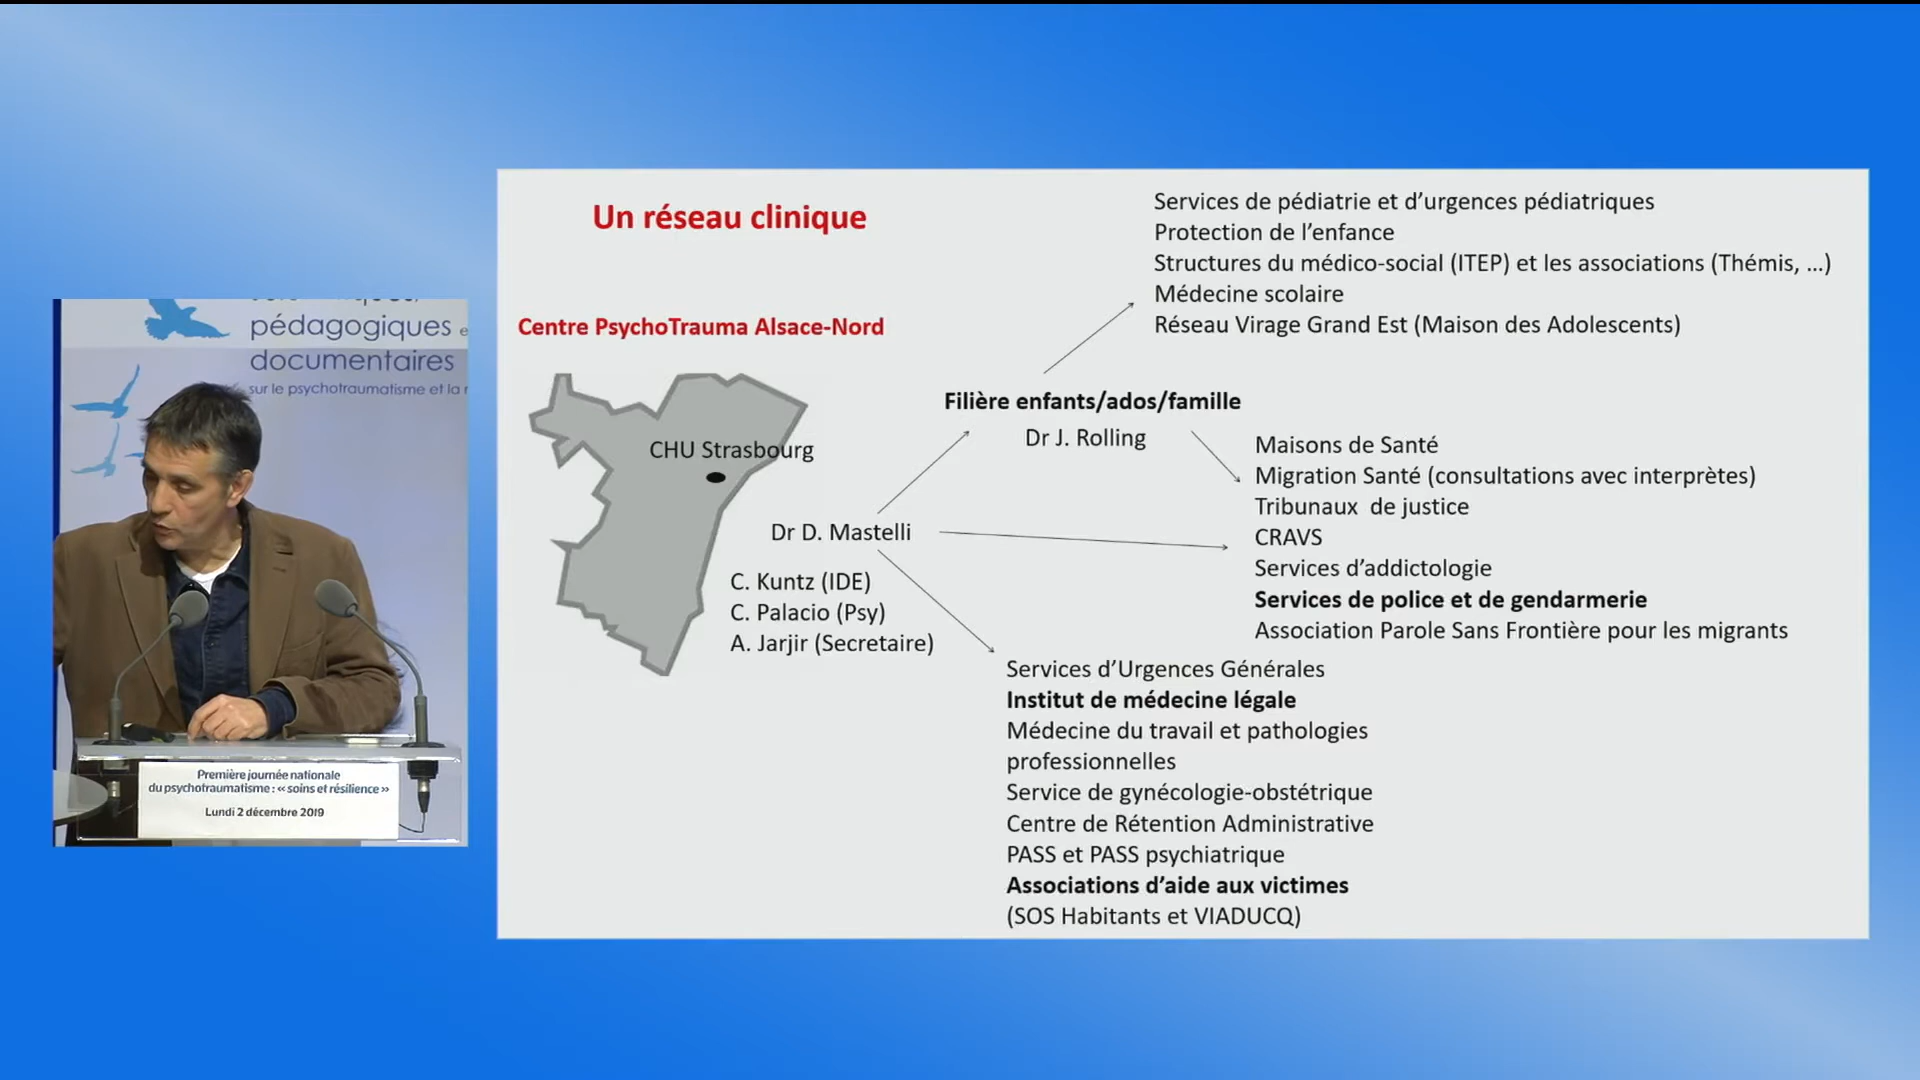 pédagogiques
documentaires
sur le psychotraumatisme et la
Première journée nationale
du psychotraumatisme : « soins et résilience »
Lundi 2 décembre 2019
Un réseau clinique
Centre PsychoTrauma Alsace-Nord
CHU Strasbourg
Dr D. Mastelli
C. Kuntz (IDE)
C. Palacio (Psy)
A. Jarjir (Secretaire)
Filière enfants/ados/famille
Dr J. Rolling
Services de pédiatrie et d’urgences pédiatriques
Protection de l’enfance
Structures du médico-social (ITEP) et les associations (Thémis, ...)
Médecine scolaire
Réseau Virage Grand Est (Maison des Adolescents)
Maisons de Santé
Migration Santé (consultations avec interprètes)
Tribunaux de justice
CRAVS
Services d’addictologie
Services de police et de gendarmerie
Association Parole Sans Frontière pour les migrants
Services d’Urgences Générales
Institut de médecine légale
Médecine du travail et pathologies
professionnelles
Service de gynécologie-obstétrique
Centre de Rétention Administrative
PASS et PASS psychiatrique
Associations d’aide aux victimes
(SOS Habitants et VIADUCQ)